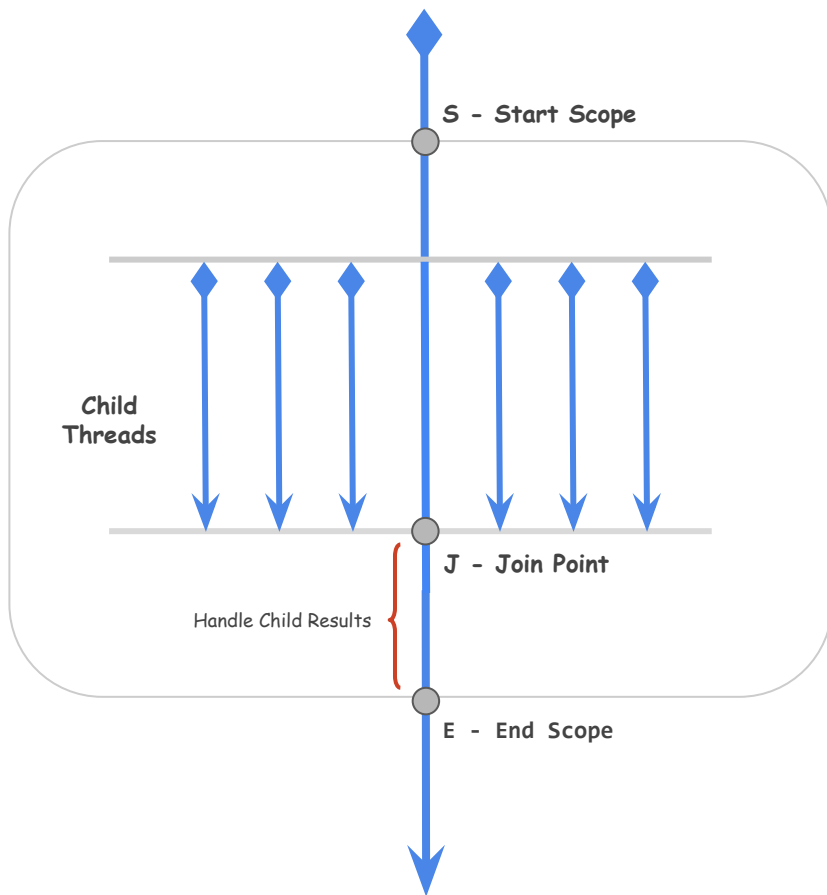 S - Start Scope
Child
Threads
J - Join Point
Handle Child Results
E - End Scope